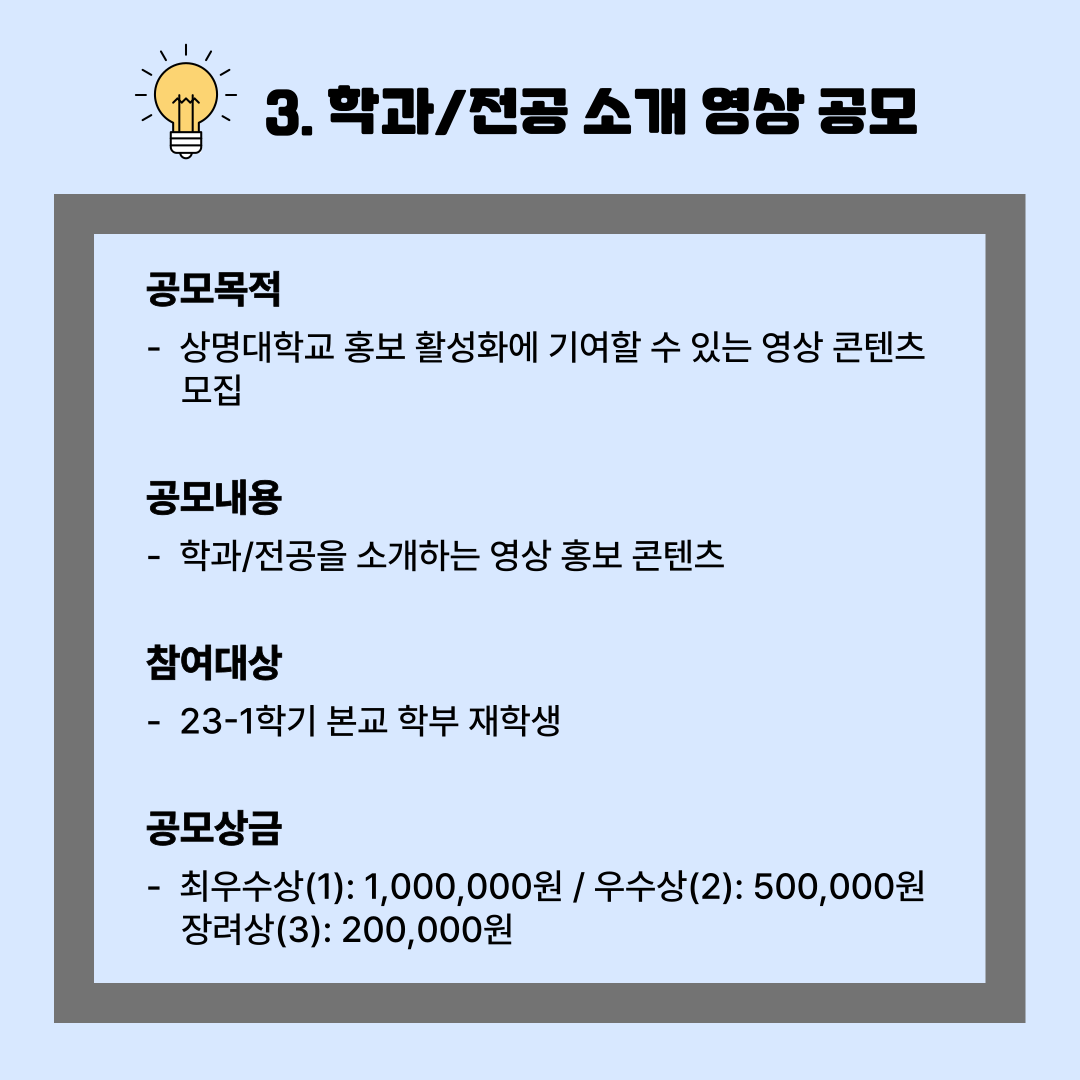 3. 학과/전공 소개 영상 공모
공모목적
- 상명대학교 홍보 활성화에 기여할 수 있는 영상 콘텐츠
모집
공모내용
- 학과/전공을 소개하는 영상 홍보 콘텐츠
참여대상
- 23-1학기 본교 학부 재학생
공모상금
- 최우수상(1): 1,000,000원 / 우수상(2): 500,000원
장려상(3): 200,000원